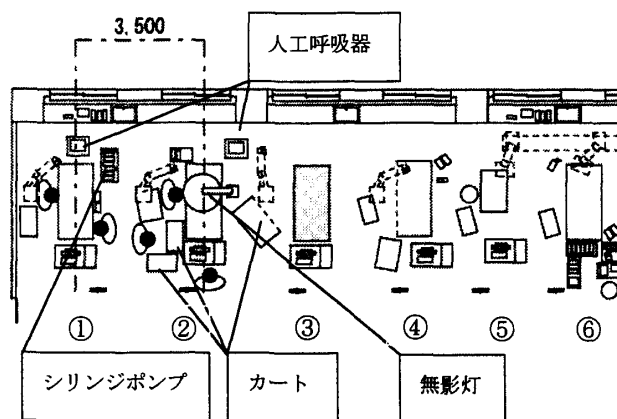 3,500
人工呼吸器
① ② ③ ④ ⑤ ⑥
シリンジポンプ
カート
無影灯